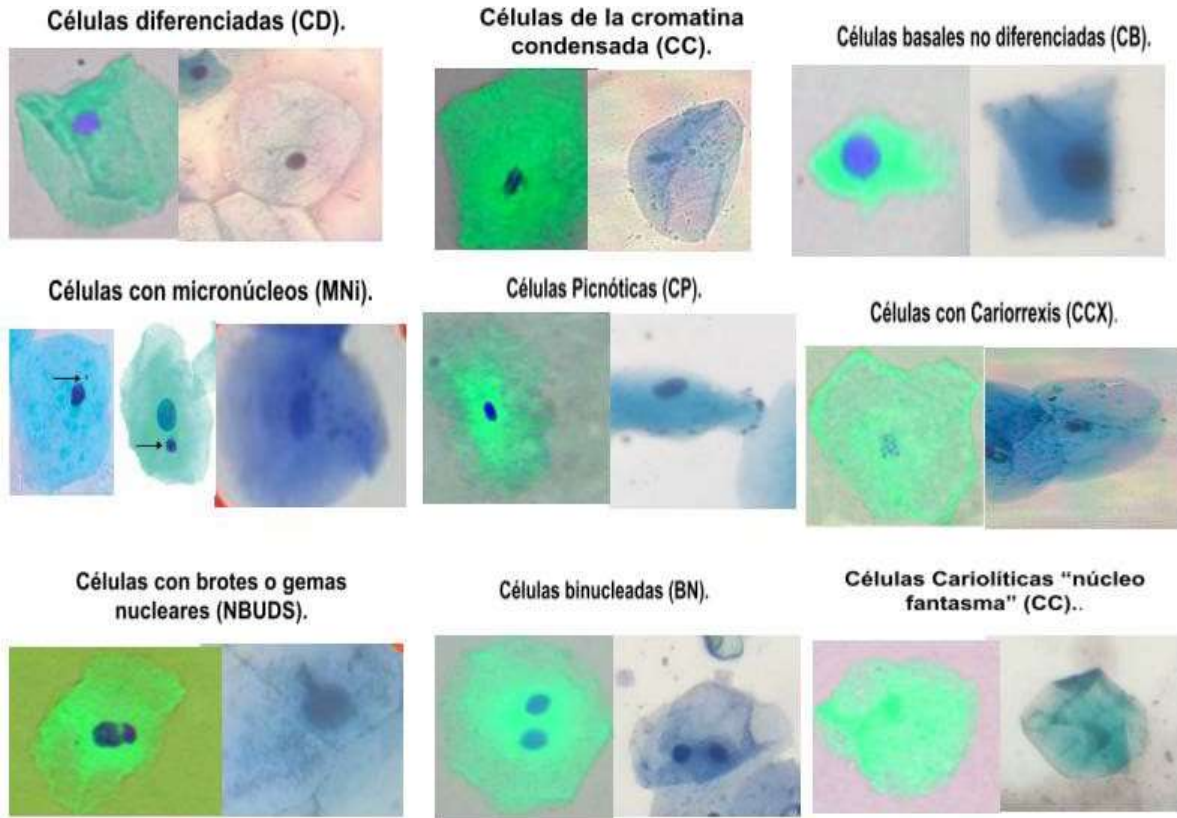 Células diferenciadas (CD).
Células de la cromatina
condensada (CC).
Células basales no diferenciadas (CB).
Células con micronúcleos (MNi).
Células Picnóticas (CP).
Células con Cariorrexis (CCX).
Células con brotes o gemas
nucleares (NBUDS).
Células binucleadas (BN).
Células Cariolíticas “núcleo
fantasma” (CC)..